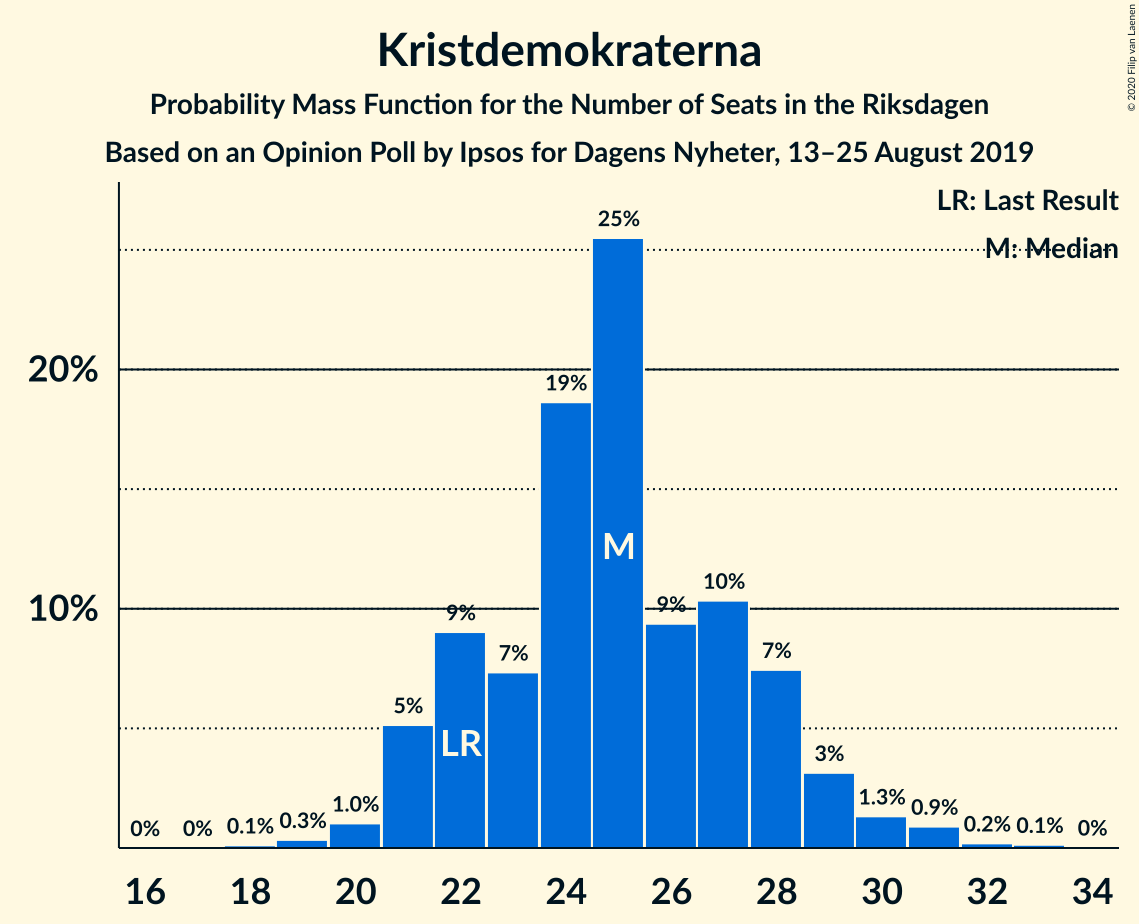 Kristdemokraterna
Probability Mass Function for the Number of Seats in the Riksdagen
Based on an Opinion Poll by Ipsos for Dagens Nyheter, 13–25 August 2019
© 2020 Filip van Laenen
LR: Last Result
M: Median
20%
10%
0% 0% 0.1% 0.3% 1.0% 5% 9% 7% 19% 25% 9% 10% 7% 3% 1.3% 0.9% 0.2% 0.1% 0%
LR
M
16 18 20 22 24 26 28 30 32 34